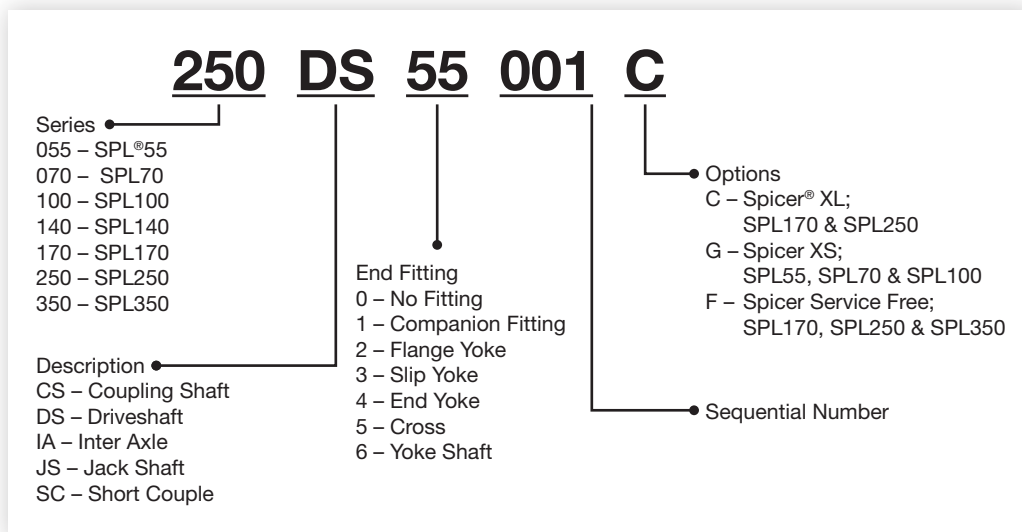 250 DS 55 001 C
Series
055 – SPL®55
070 – SPL70
100 – SPL100
140 – SPL140
170 – SPL170
250 – SPL250
350 – SPL350
Description
CS – Coupling Shaft
DS – Driveshaft
IA – Inter Axle
JS – Jack Shaft
SC – Short Couple
End Fitting
0 – No Fitting
1 – Companion Fitting
2 – Flange Yoke
3 – Slip Yoke
4 – End Yoke
5 – Cross
6 – Yoke Shaft
Options
C – Spicer® XL;
SPL170 & SPL250
G – Spicer XS;
SPL55, SPL70 & SPL100
F – Spicer Service Free;
SPL170, SPL250 & SPL350
Sequential Number